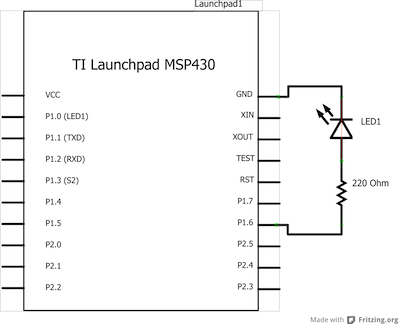 Launchpad1
TI Launchpad MSP430
VCC
P1.0 (LED1)
P1.1 (TXD)
P1.2 (RXD)
P1.3 (S2)
P1.4
P1.5
P2.0
P2.1
P2.2
GND
XIN
XOUT
TEST
RST
P1.7
P1.6
P2.5
P2.4
P2.3
LED1
220 Ohm
Made with Fritzing.org